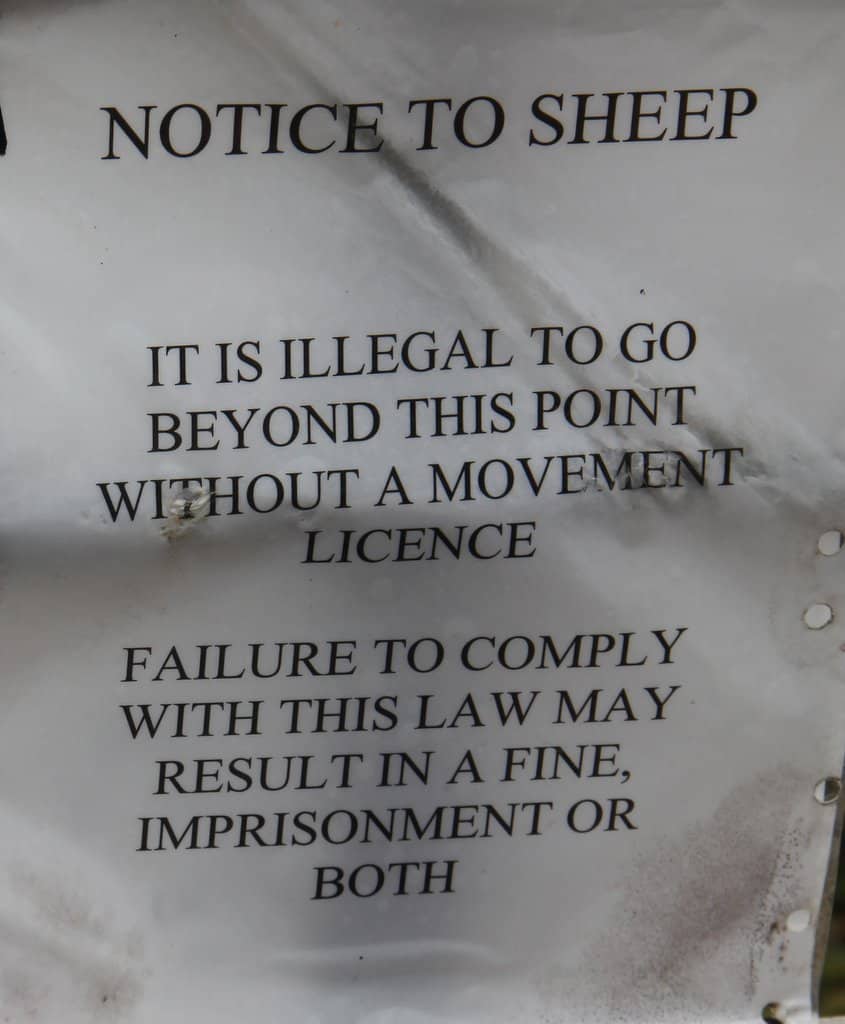 NOTICE TO SHEEP
IT IS ILLEGAL TO GO
BEYOND THIS POINT
WITHOUT A MOVEMENT
LICENCE
FAILURE TO COMPLY
WITH THIS LAW MAY
RESULT IN A FINE,
IMPRISONMENT OR
BOTH